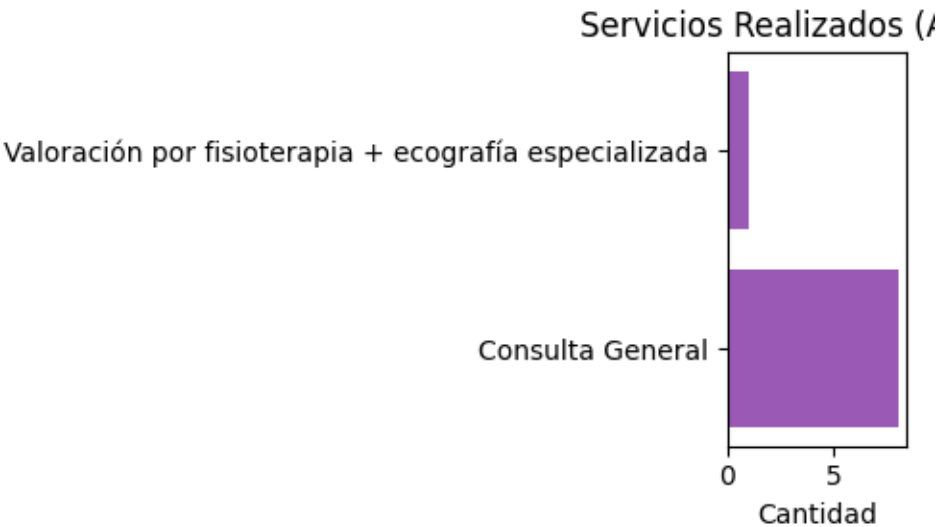 Servicios Realizados (A
Valoración por fisioterapia + ecografía especializada
Consulta General
0 5
Cantidad